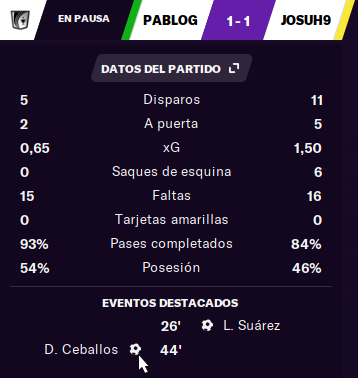 EN PAUSA PABLOG 1 - 1 JOSUH9
DATOS DEL PARTIDO
5 Disparos 11
2 A puerta 5
0,65 xG 1,50
0 Saques de esquina 6
15 Faltas 16
0 Tarjetas amarillas 0
93% Pases completados 84%
54% Posesión 46%
EVENTOS DESTACADOS
26' L. Suárez
D. Ceballos 44'